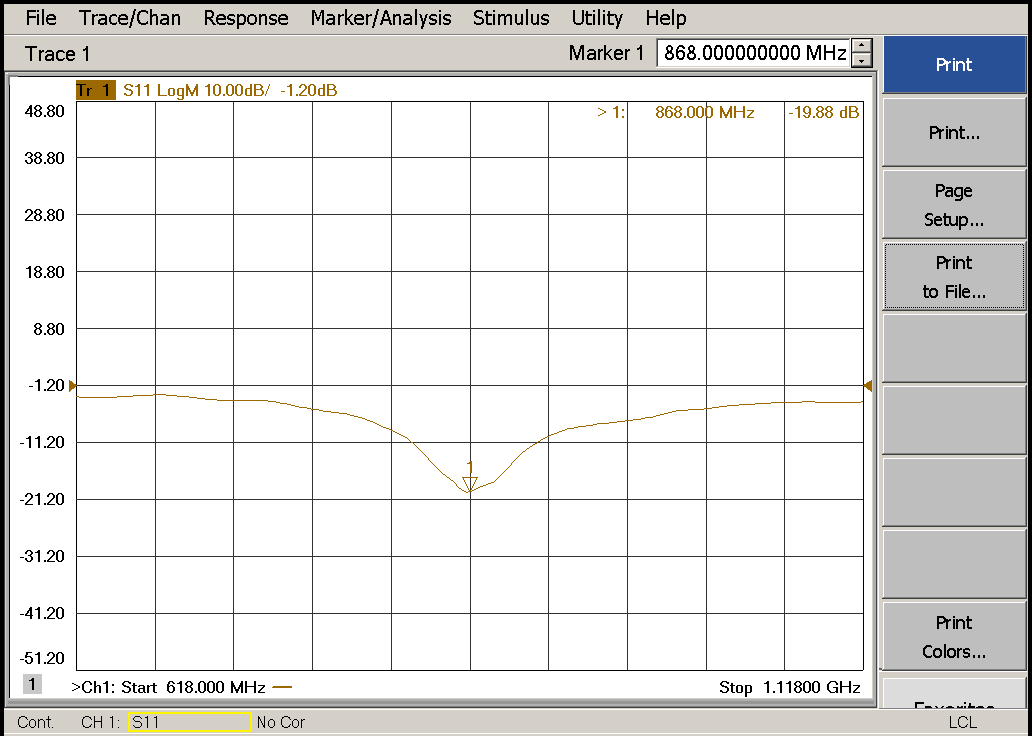 File Trace/Chan Response Marker/Analysis Stimulus Utility Help
Trace 1 Marker 1 868.000000000 MHz
Print
Print...
Page
Setup...
Print
to File...
Print
Colors...
Favorites
Tr 1 S11 LogM 10.00dB/ -1.20dB
> 1: 868.000 MHz -19.88 dB
48.80
38.80
28.80
18.80
8.80
-1.20
-11.20
1
-21.20
-31.20
-41.20
-51.20
1 >Ch1: Start 618.000 MHz Stop 1.11800 GHz
Cont. CH 1: S11 No Cor LCL